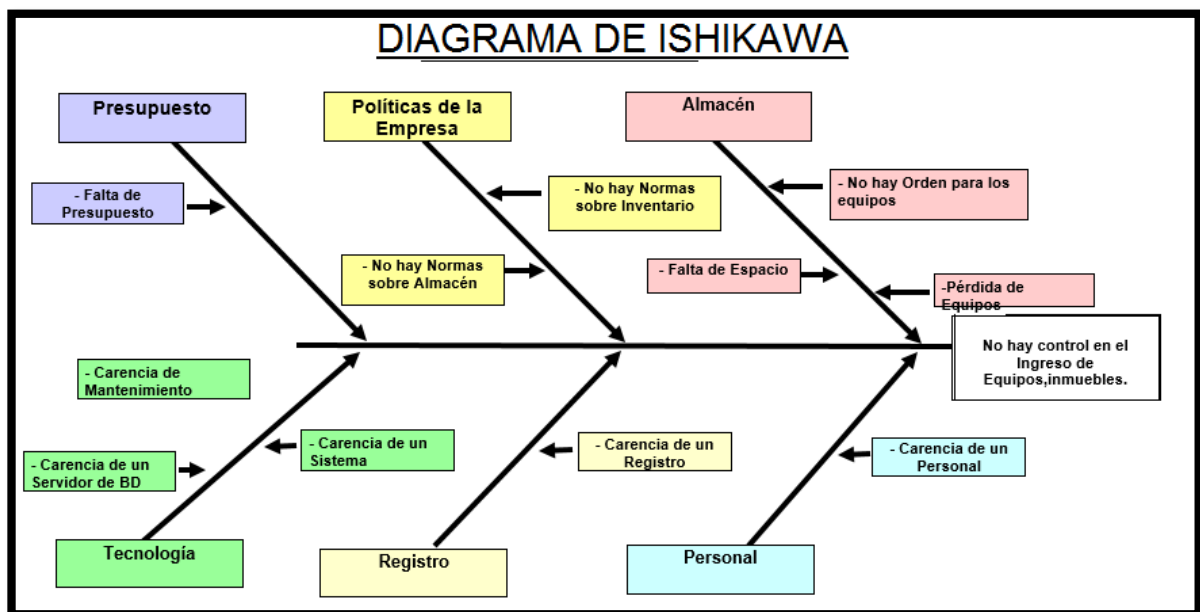 DIAGRAMA DE ISHIKAWA
Presupuesto
Políticas de la
Empresa
Almacén
- Falta de
Presupuesto
- No hay Normas
sobre Inventario
- No hay Orden para los
equipos
- No hay Normas
sobre Almacén
- Falta de Espacio
-Pérdida de
Equipos
No hay control en el
Ingreso de
Equipos,inmuebles.
- Carencia de
Mantenimiento
- Carencia de un
Sistema
- Carencia de un
Registro
- Carencia de un
Personal
- Carencia de un
Servidor de BD
Tecnología
Registro
Personal